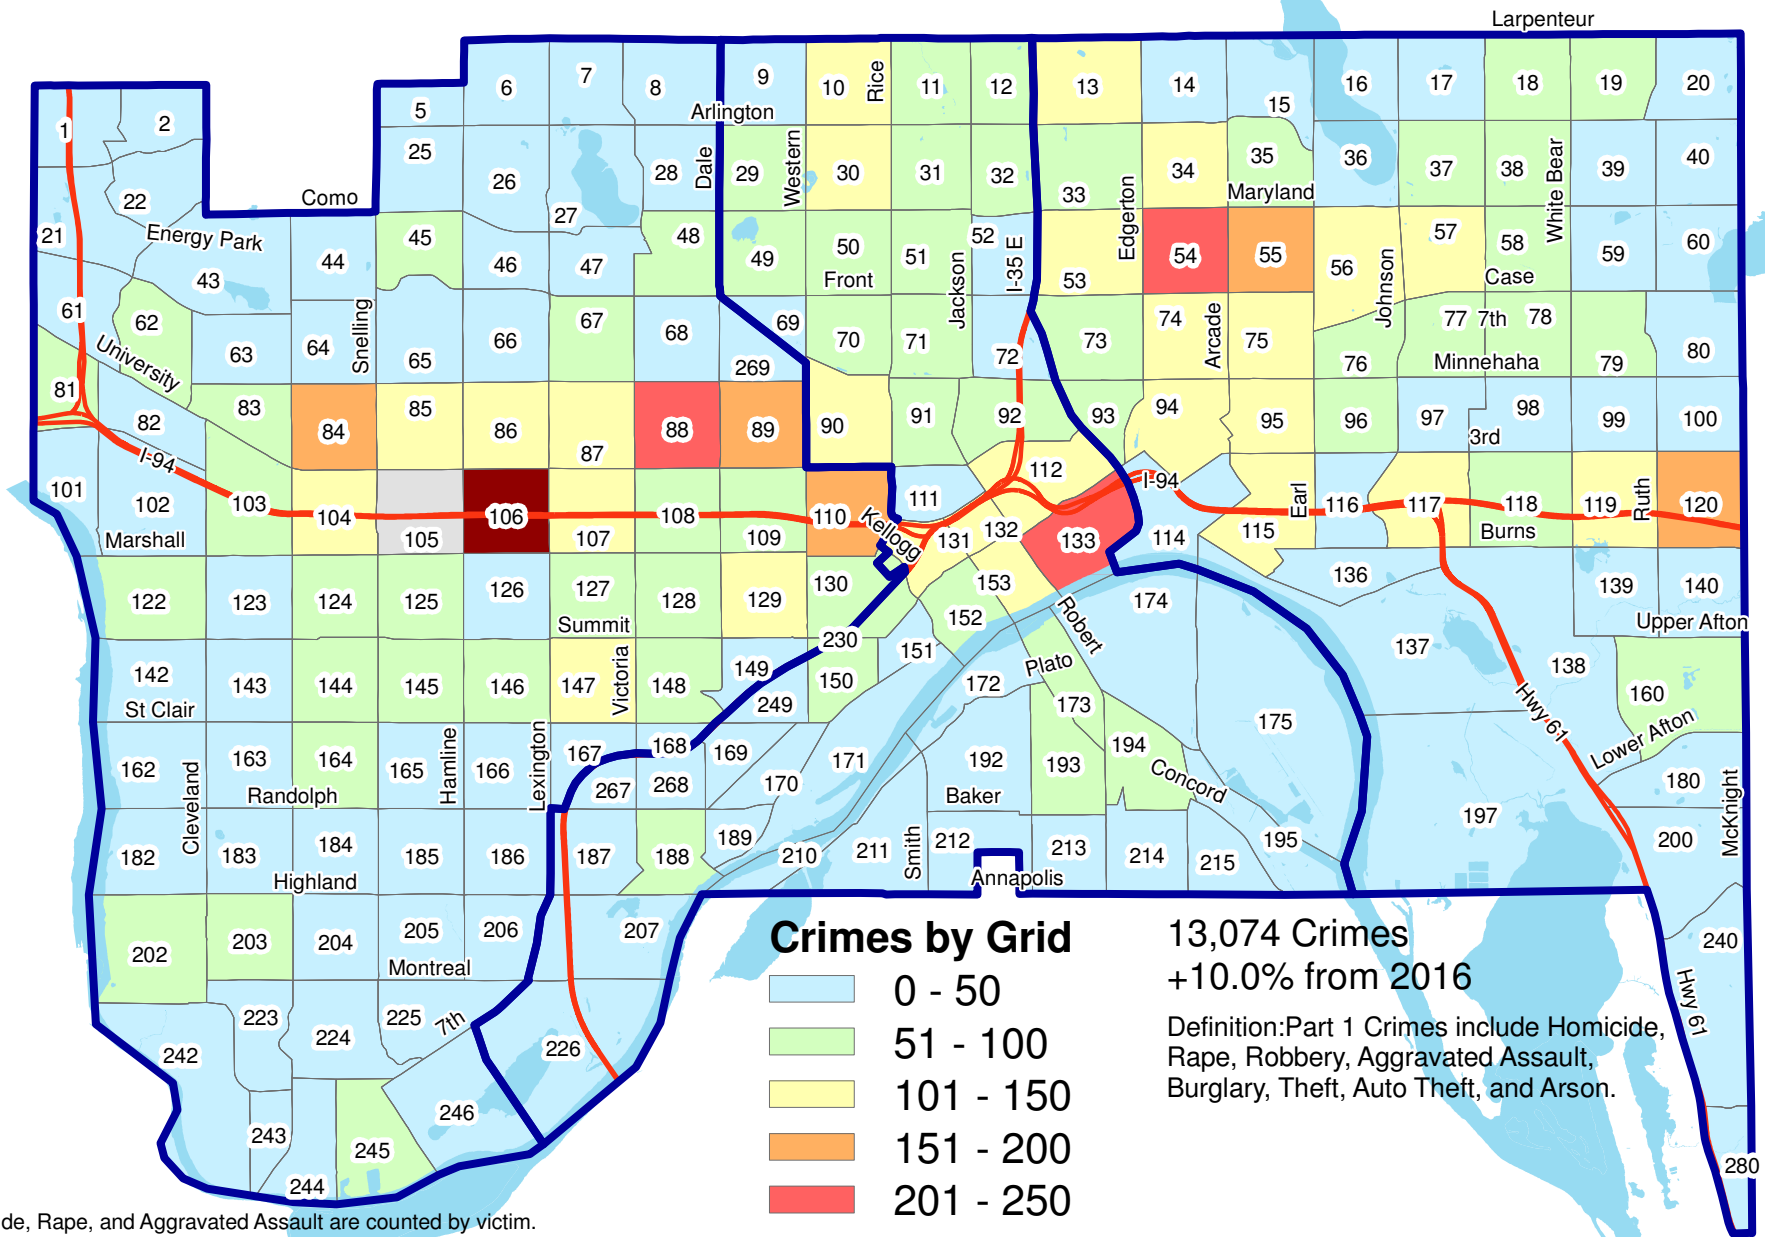 Larpenteur
6 7 8 9 10 Rice 11 12 13 14 15 16 17 18 19 20
1 2 5 Arlington
25 26 27 28 Dale 29 Western 30 31 32 33 34 35 36 37 38 White Bear 39 40
22 Como Edgerton Maryland
21 Energy Park 45 48 50 52 54 55 57 58 60
43 44 46 47 49 Front 51 Jackson I-35 E 53 56 Johnson Case 59
61 62 Snelling 67 69 70 71 73 74 Arcade 75 77 7th 78
University 63 64 65 66 68 269 72 76 Minnehaha 79 80
81 82 83 84 85 86 87 88 89 90 91 92 93 94 95 96 97 98 99 100
3rd
I-94 112 I-94
101 102 103 104 105 106 107 108 109 110 111 Kellogg 131 132 133 114 115 Earl 116 117 118 119 Ruth 120
Marshall Burns
122 123 124 125 126 127 128 129 130 153 152 Robert 174 136 139 140
Summit 230 Upper Afton
142 143 144 145 146 147 Victoria 148 149 150 151 172 Plato 173 137 138 160
St Clair 249 175 Hwy 61 Lower Afton
162 Cleveland 163 164 165 Hamline 166 Lexington 167 168 169 170 171 192 193 194 Concord 180 McKnight
Randolph 267 268 Baker 197
182 183 184 185 186 187 188 189 210 211 Smith 212 213 214 215 195 200
Highland Annapolis
202 203 204 205 206 207 240
Montreal Hwy 61
223 224 225 7th 226
242 243 244 245 246 280
Crimes by Grid
0 - 50
51 - 100
101 - 150
151 - 200
201 - 250
13,074 Crimes
+10.0% from 2016
Definition:Part 1 Crimes include Homicide,
Rape, Robbery, Aggravated Assault,
Burglary, Theft, Auto Theft, and Arson.
de, Rape, and Aggravated Assault are counted by victim.